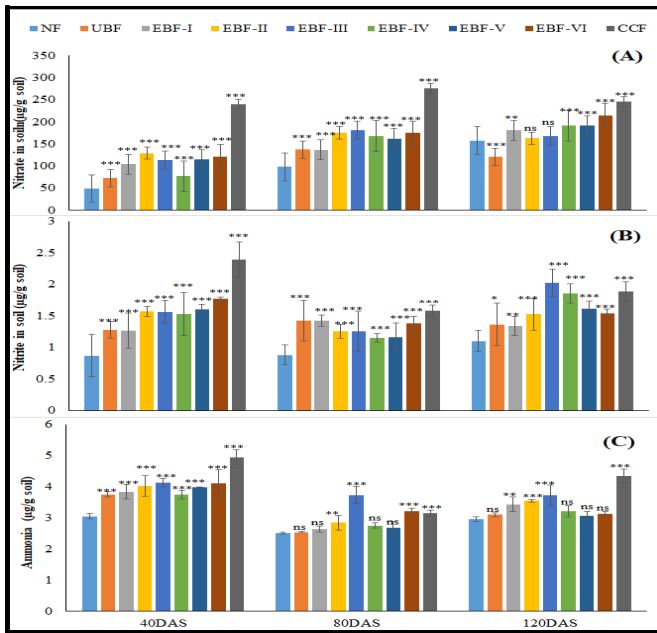 NF UBF EBF-I EBF-II EBF-III EBF-IV EBF-V EBF-VI CCF
(A)
Nitrate in soil(µg/g soil)
350
300
250
200
150
100
50
0
*** *** *** *** *** *** *** ***
*** *** *** *** *** *** *** ***
*** ** ns ns *** *** *** ***
(B)
Nitrite in soil (µg/g soil)
3
2.5
2
1.5
1
0.5
0
*** *** *** *** *** *** *** ***
*** *** *** *** *** *** *** ***
* ** *** *** *** *** *** ***
(C)
Ammonia (µg/g soil)
6
5
4
3
2
1
0
*** *** *** *** *** *** *** ***
ns ns ** *** ns ns *** ***
ns ** *** *** ns ns ns ***
40DAS 80DAS 120DAS